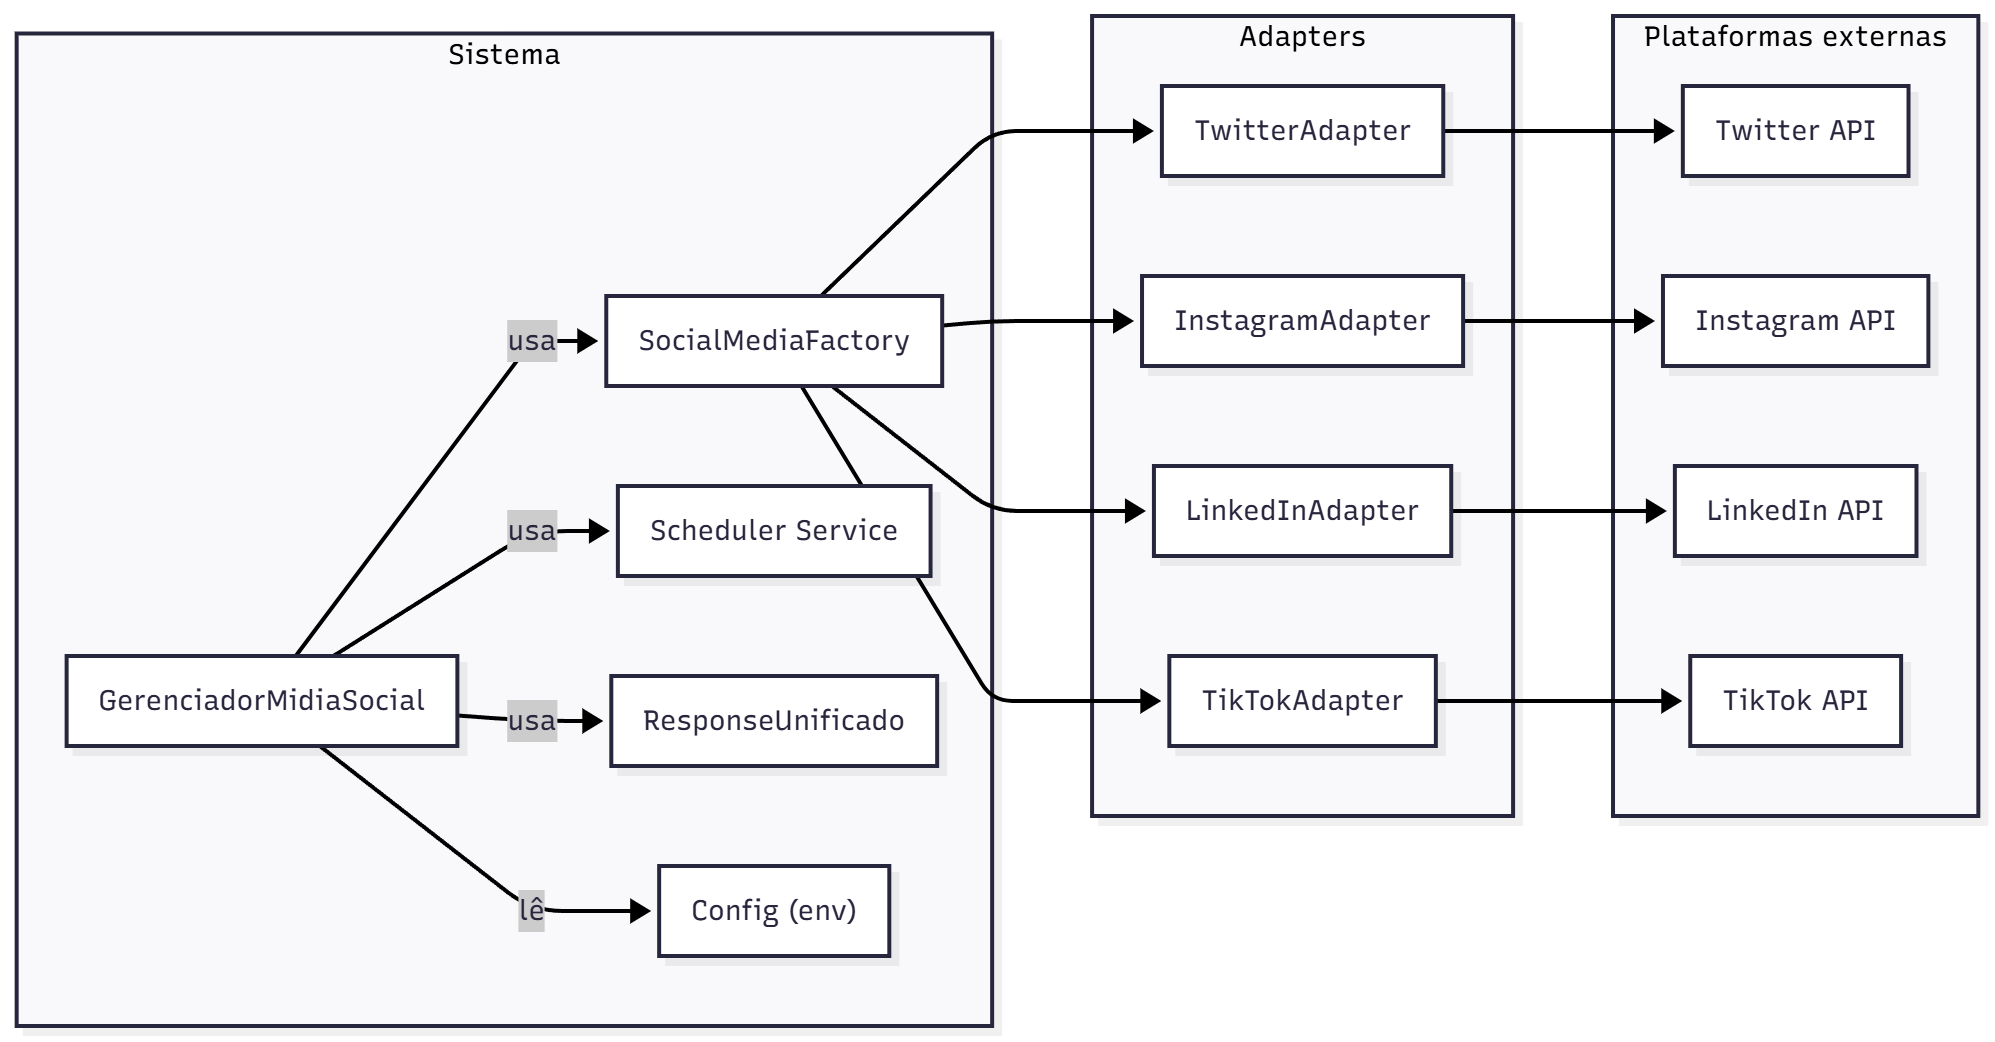 Sistema
Adapters
Plataformas externas
TwitterAdapter
Twitter API
usa
SocialMediaFactory
InstagramAdapter
Instagram API
usa
Scheduler Service
LinkedInAdapter
LinkedIn API
GerenciadorMidiaSocial
usa
ResponseUnificado
TikTokAdapter
TikTok API
lê
Config (env)